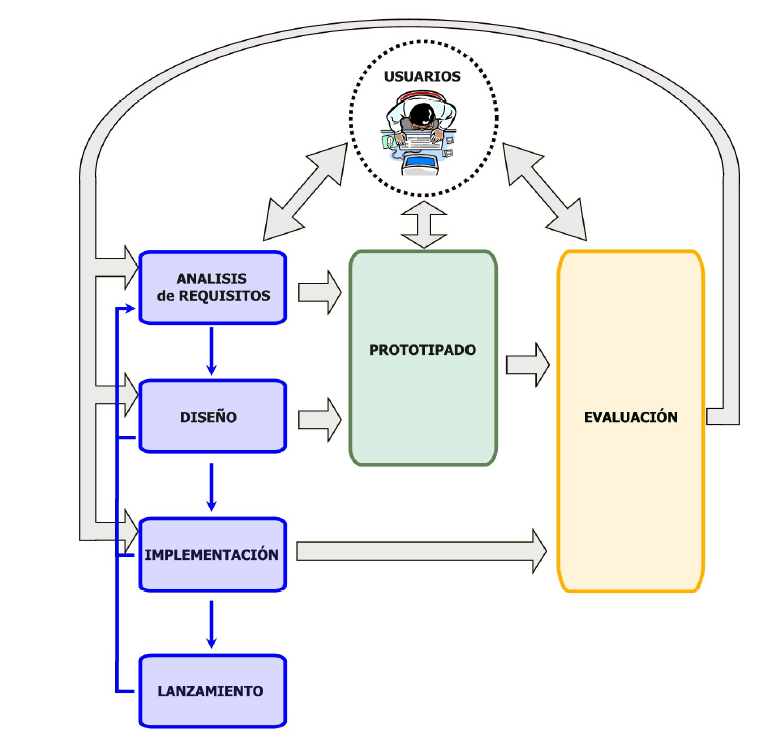 USUARIOS
ANALISIS
de REQUISITOS
PROTOTIPADO
DISEÑO
EVALUACIÓN
IMPLEMENTACIÓN
LANZAMIENTO